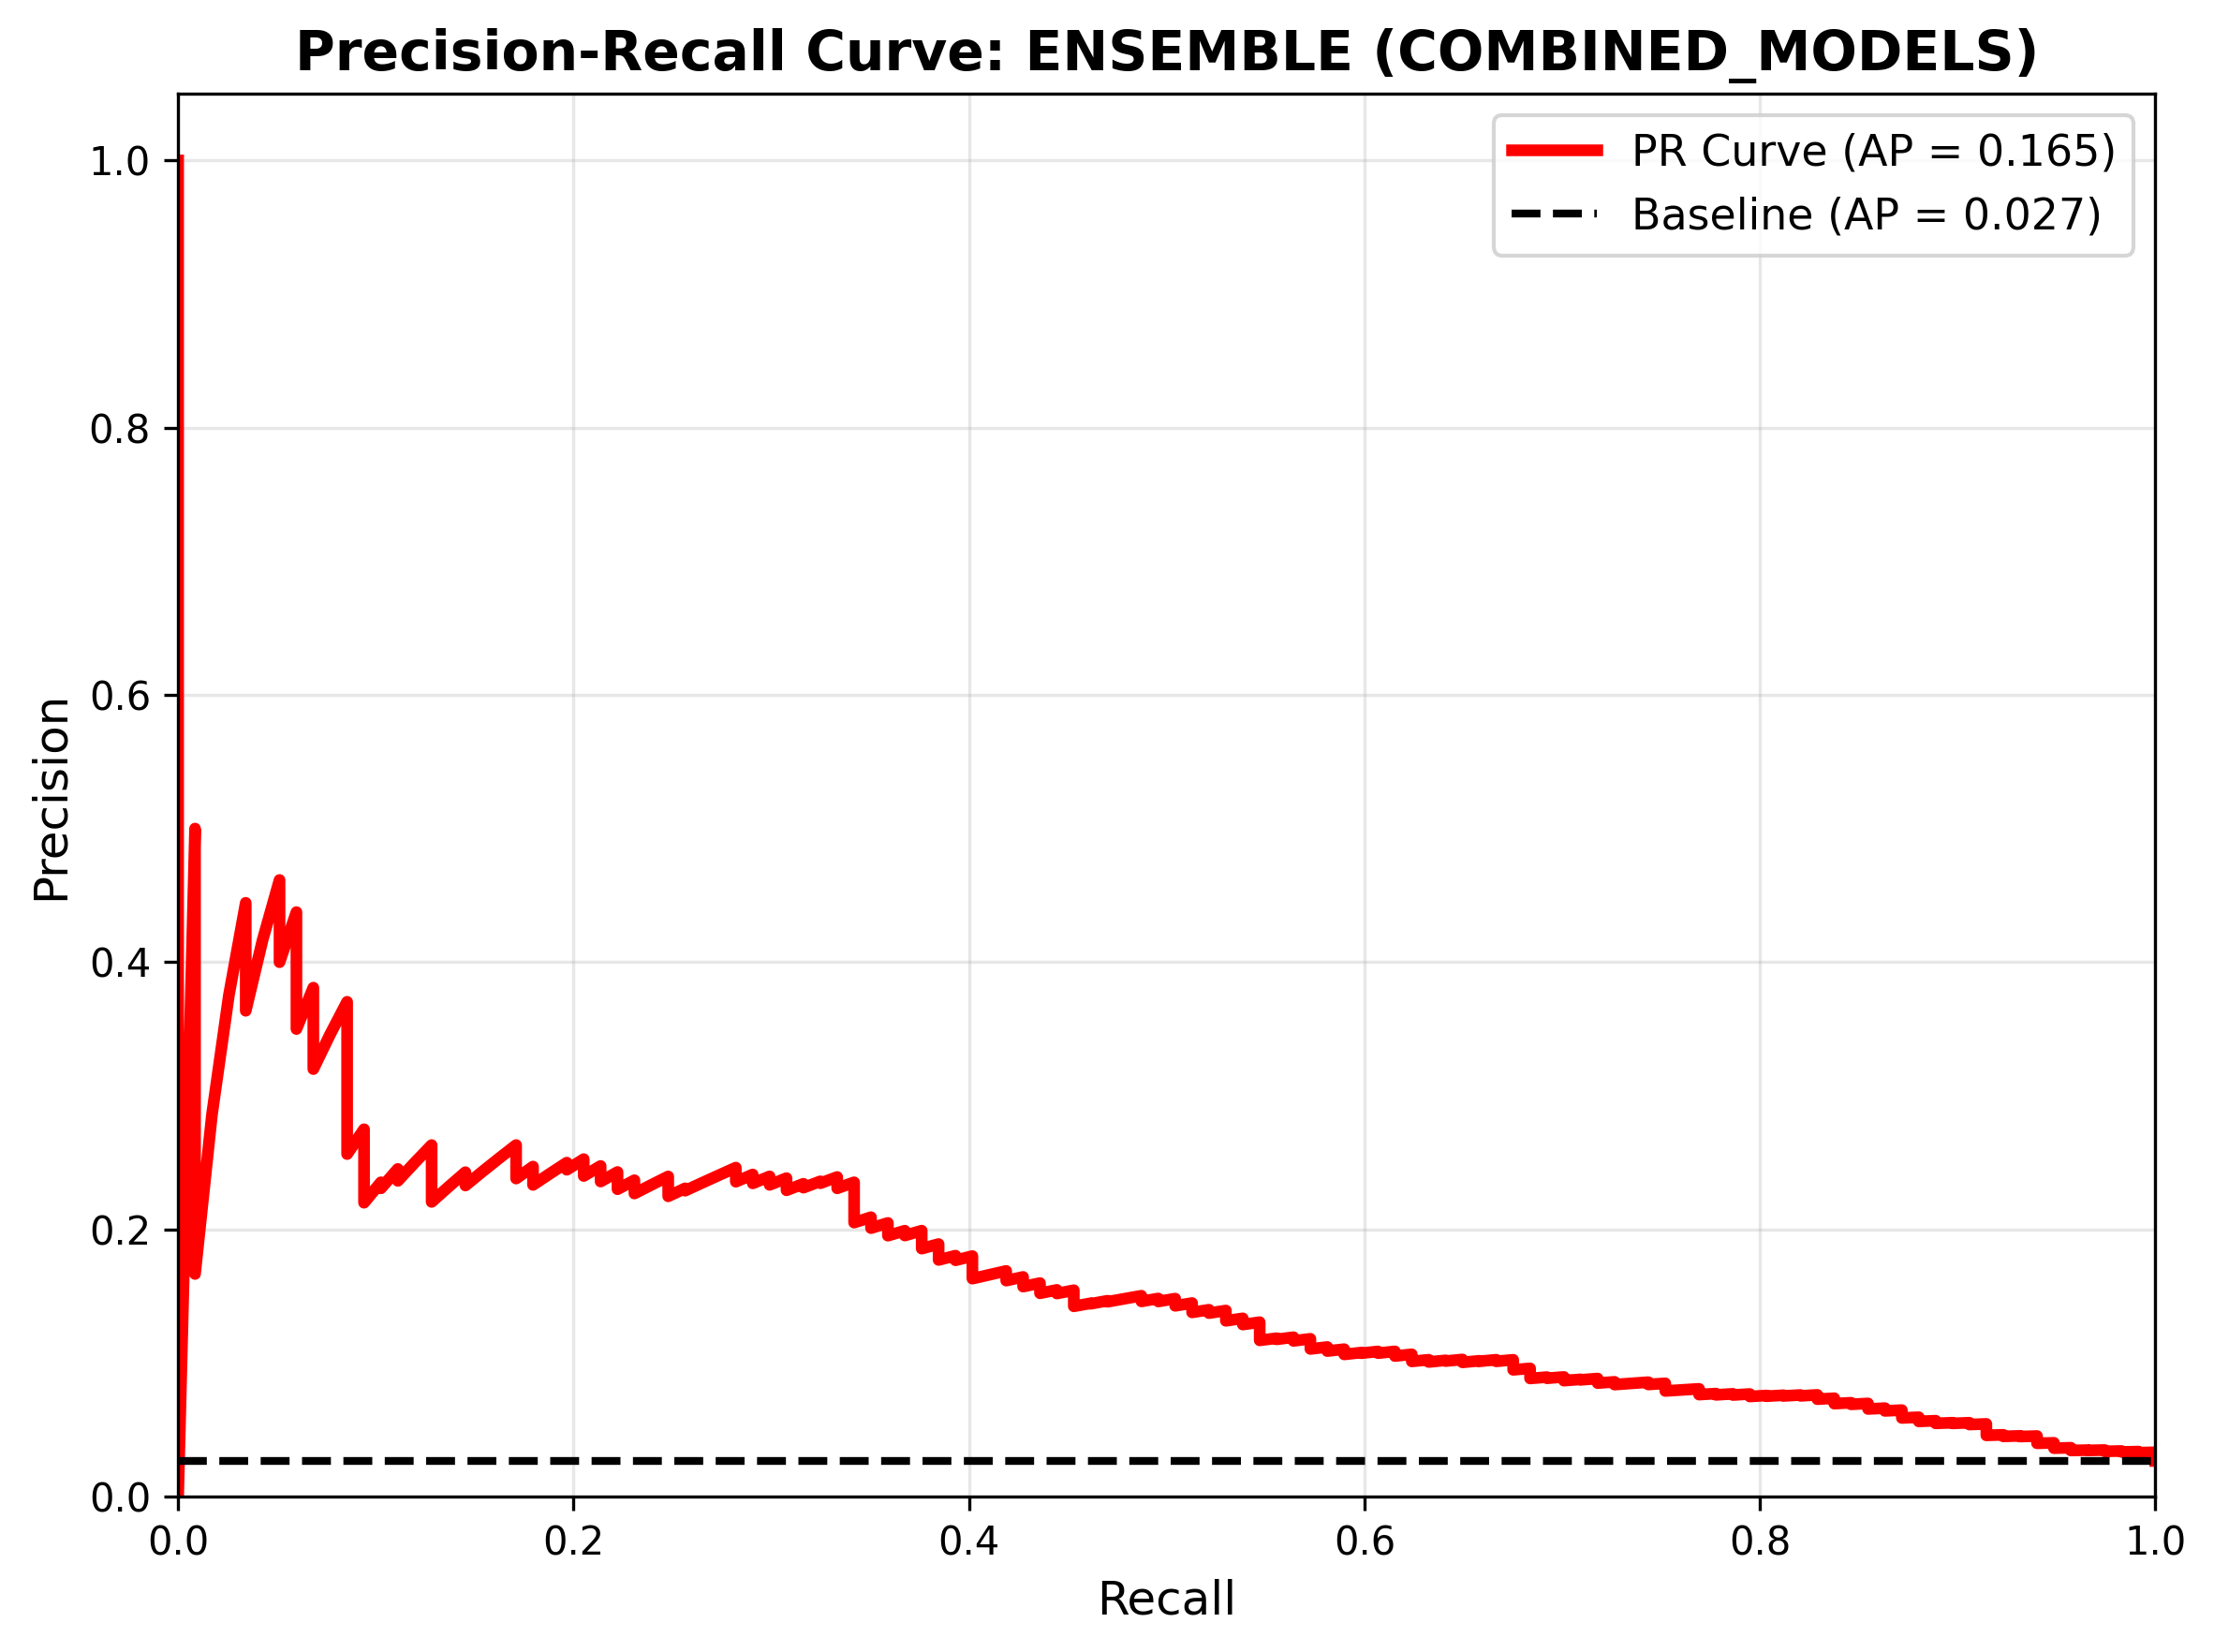 Precision-Recall Curve: ENSEMBLE (COMBINED_MODELS)
PR Curve (AP = 0.165)
Baseline (AP = 0.027)
Precision
1.0
0.8
0.6
0.4
0.2
0.0
0.0 0.2 0.4 0.6 0.8 1.0
Recall